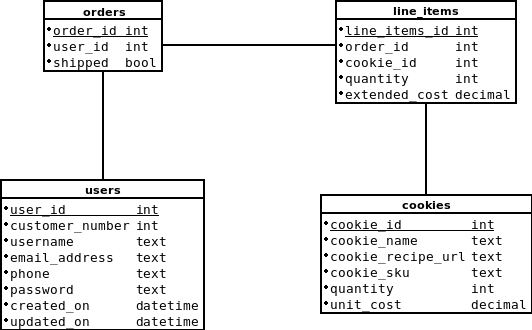 orders
order_id int
user_id int
shipped bool
line_items
line_items_id int
order_id int
cookie_id int
quantity int
extended_cost decimal
users
user_id int
customer_number int
username text
email_address text
phone text
password text
created_on datetime
updated_on datetime
cookies
cookie_id int
cookie_name text
cookie_recipe_url text
cookie_sku text
quantity int
unit_cost decimal